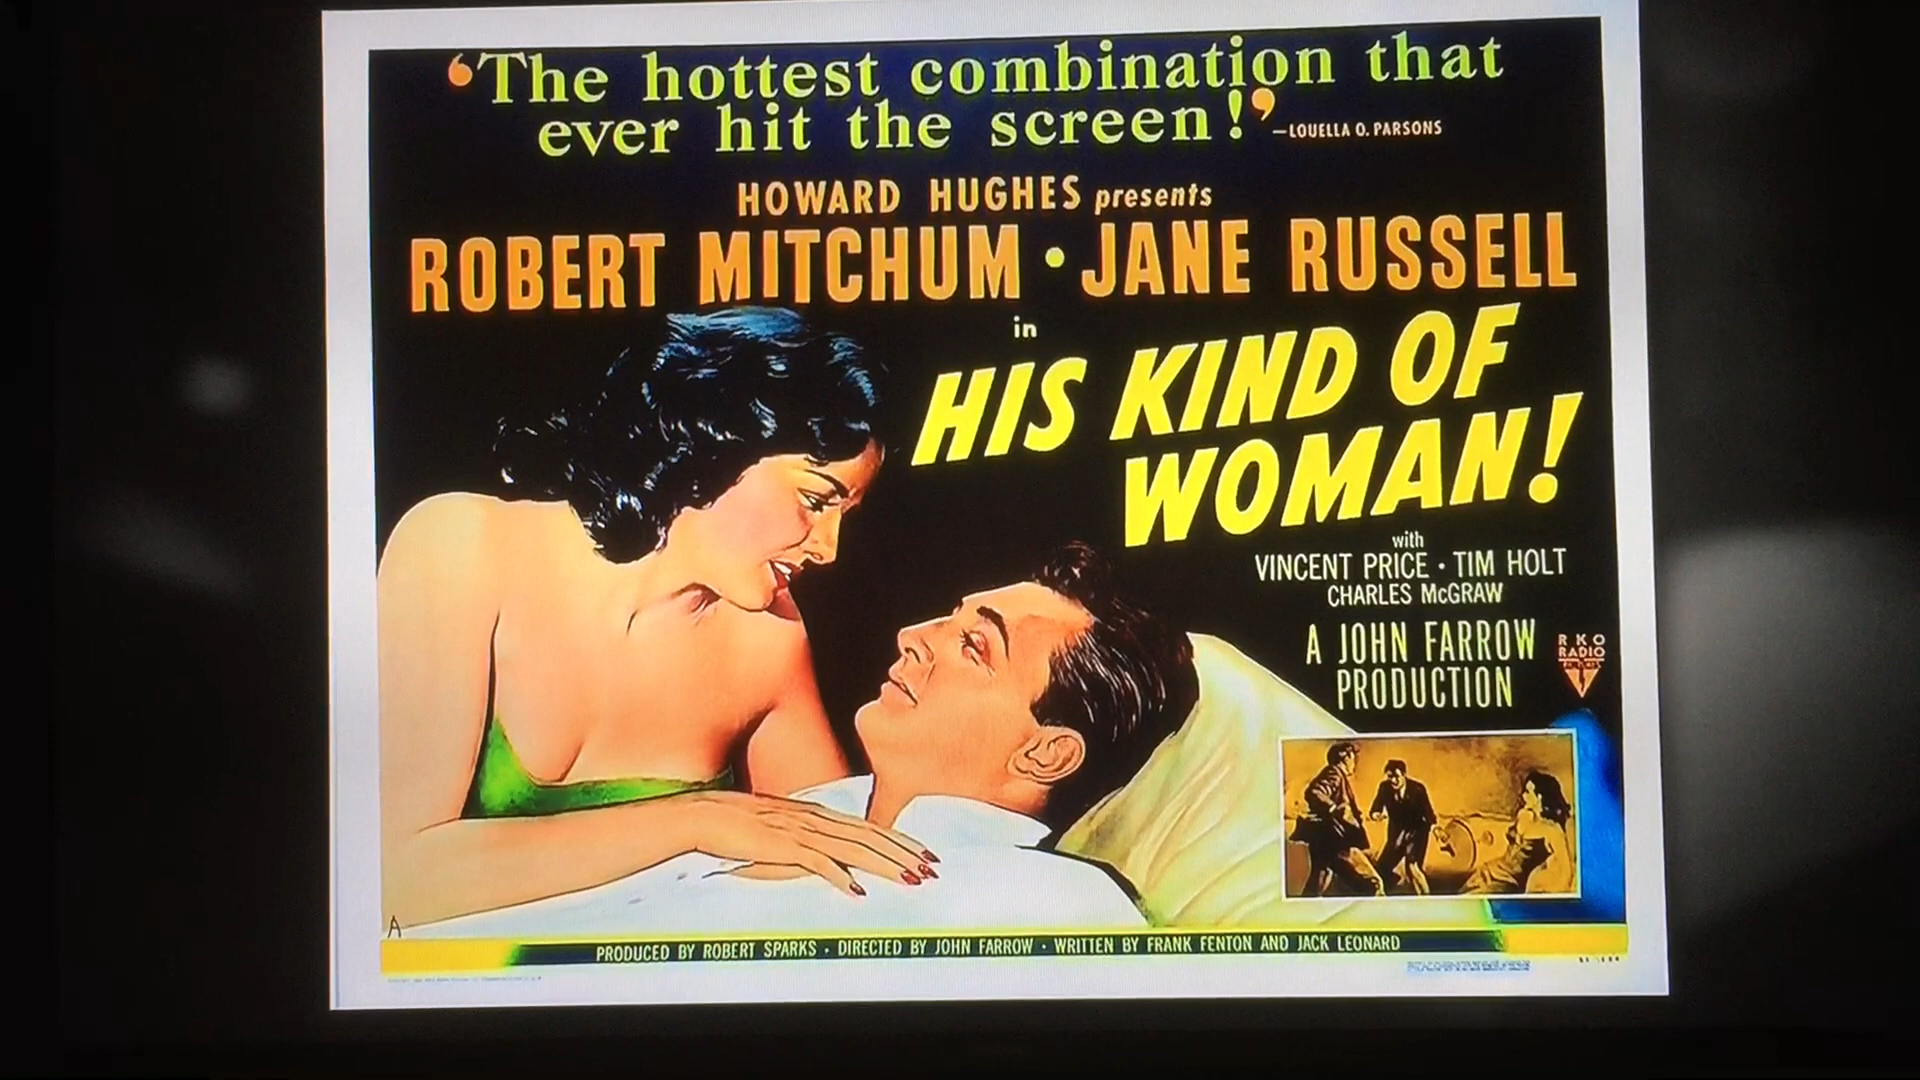 ‘The hottest combination that
ever hit the screen!’ —LOUELLA O. PARSONS
HOWARD HUGHES presents
ROBERT MITCHUM • JANE RUSSELL
in
HIS KIND OF
WOMAN!
with
VINCENT PRICE • TIM HOLT
CHARLES McGRAW
A JOHN FARROW
PRODUCTION
R K O
RADIO
A
PRODUCED BY ROBERT SPARKS • DIRECTED BY JOHN FARROW • WRITTEN BY FRANK FENTON AND JACK LEONARD